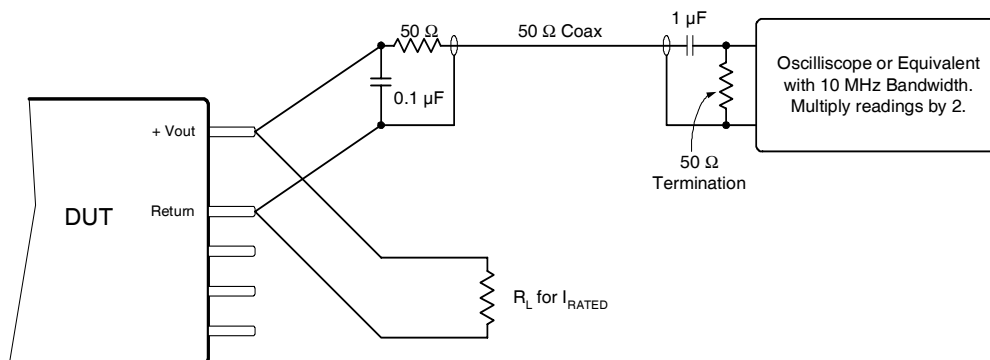 50 Ω
50 Ω Coax
1 µF
0.1 µF
Oscilliscope or Equivalent
with 10 MHz Bandwidth.
Multiply readings by 2.
50 Ω
Termination
+ Vout
Return
DUT
RL for IRATED